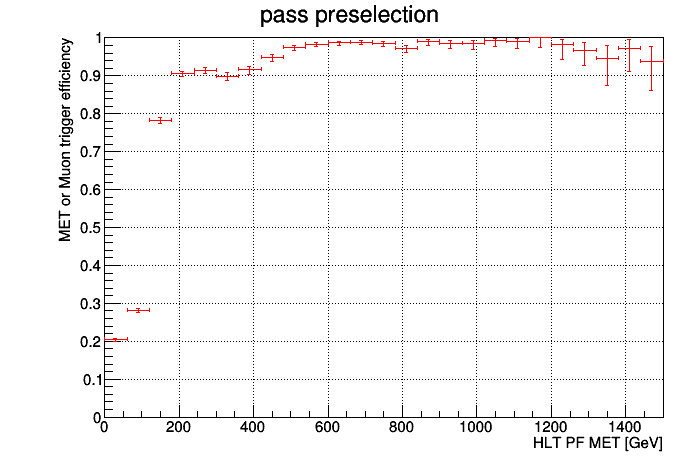 pass preselection
MET or Muon trigger efficiency
1
0.9
0.8
0.7
0.6
0.5
0.4
0.3
0.2
0.1
0
0 200 400 600 800 1000 1200 1400
HLT PF MET [GeV]